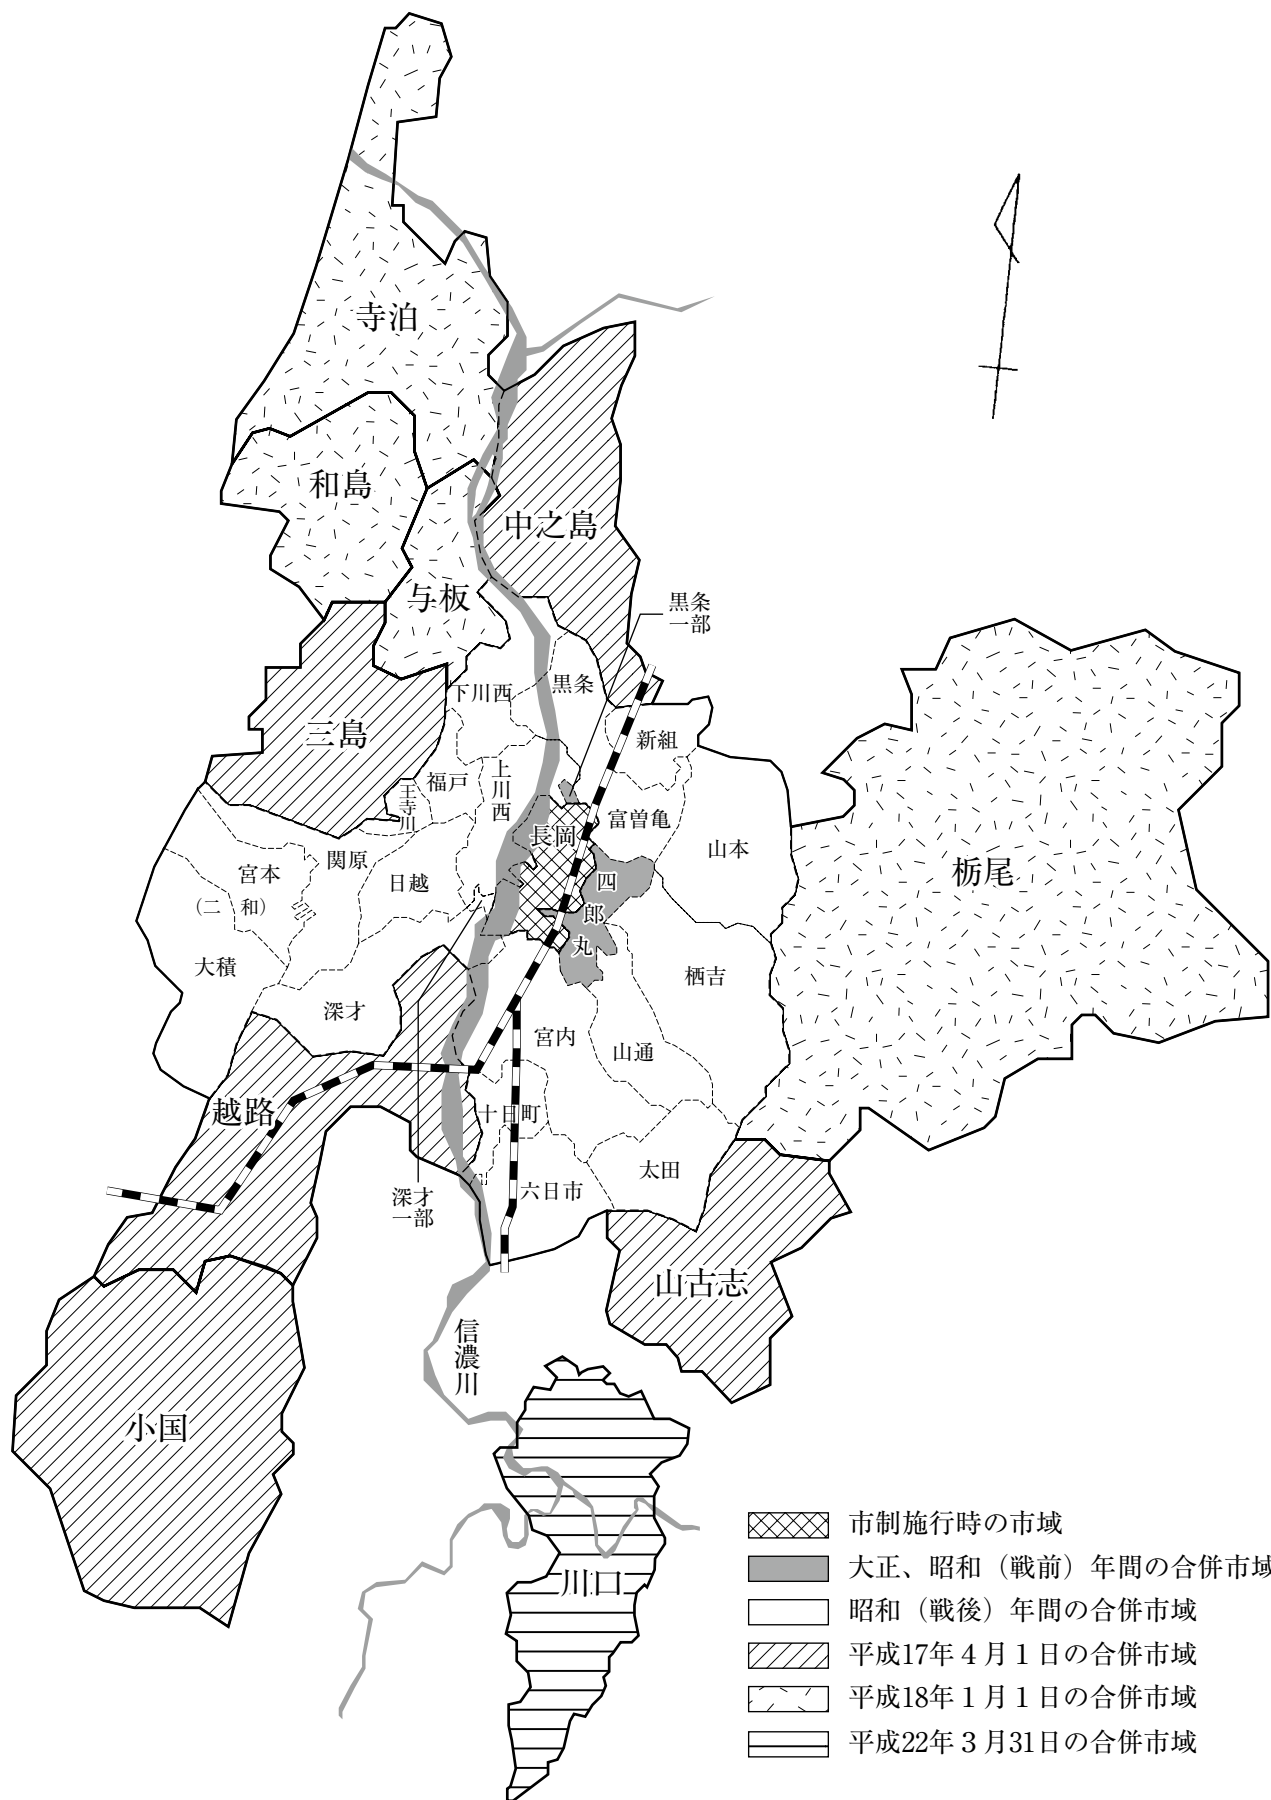 寺泊
和島
中之島
与板
黒条
一部
下川西
黒条
三島
新組
福戸
上川西
王寺川
長岡
富曽亀
山本
関原
日越
宮本
(二和)
四郎丸
栃尾
大積
栖吉
深才
宮内
山通
越路
十日町
太田
深才
一部
六日市
山古志
信濃川
小国
川口
市制施行時の市域
大正、昭和（戦前）年間の合併市域
昭和（戦後）年間の合併市域
平成17年４月１日の合併市域
平成18年１月１日の合併市域
平成22年３月31日の合併市域